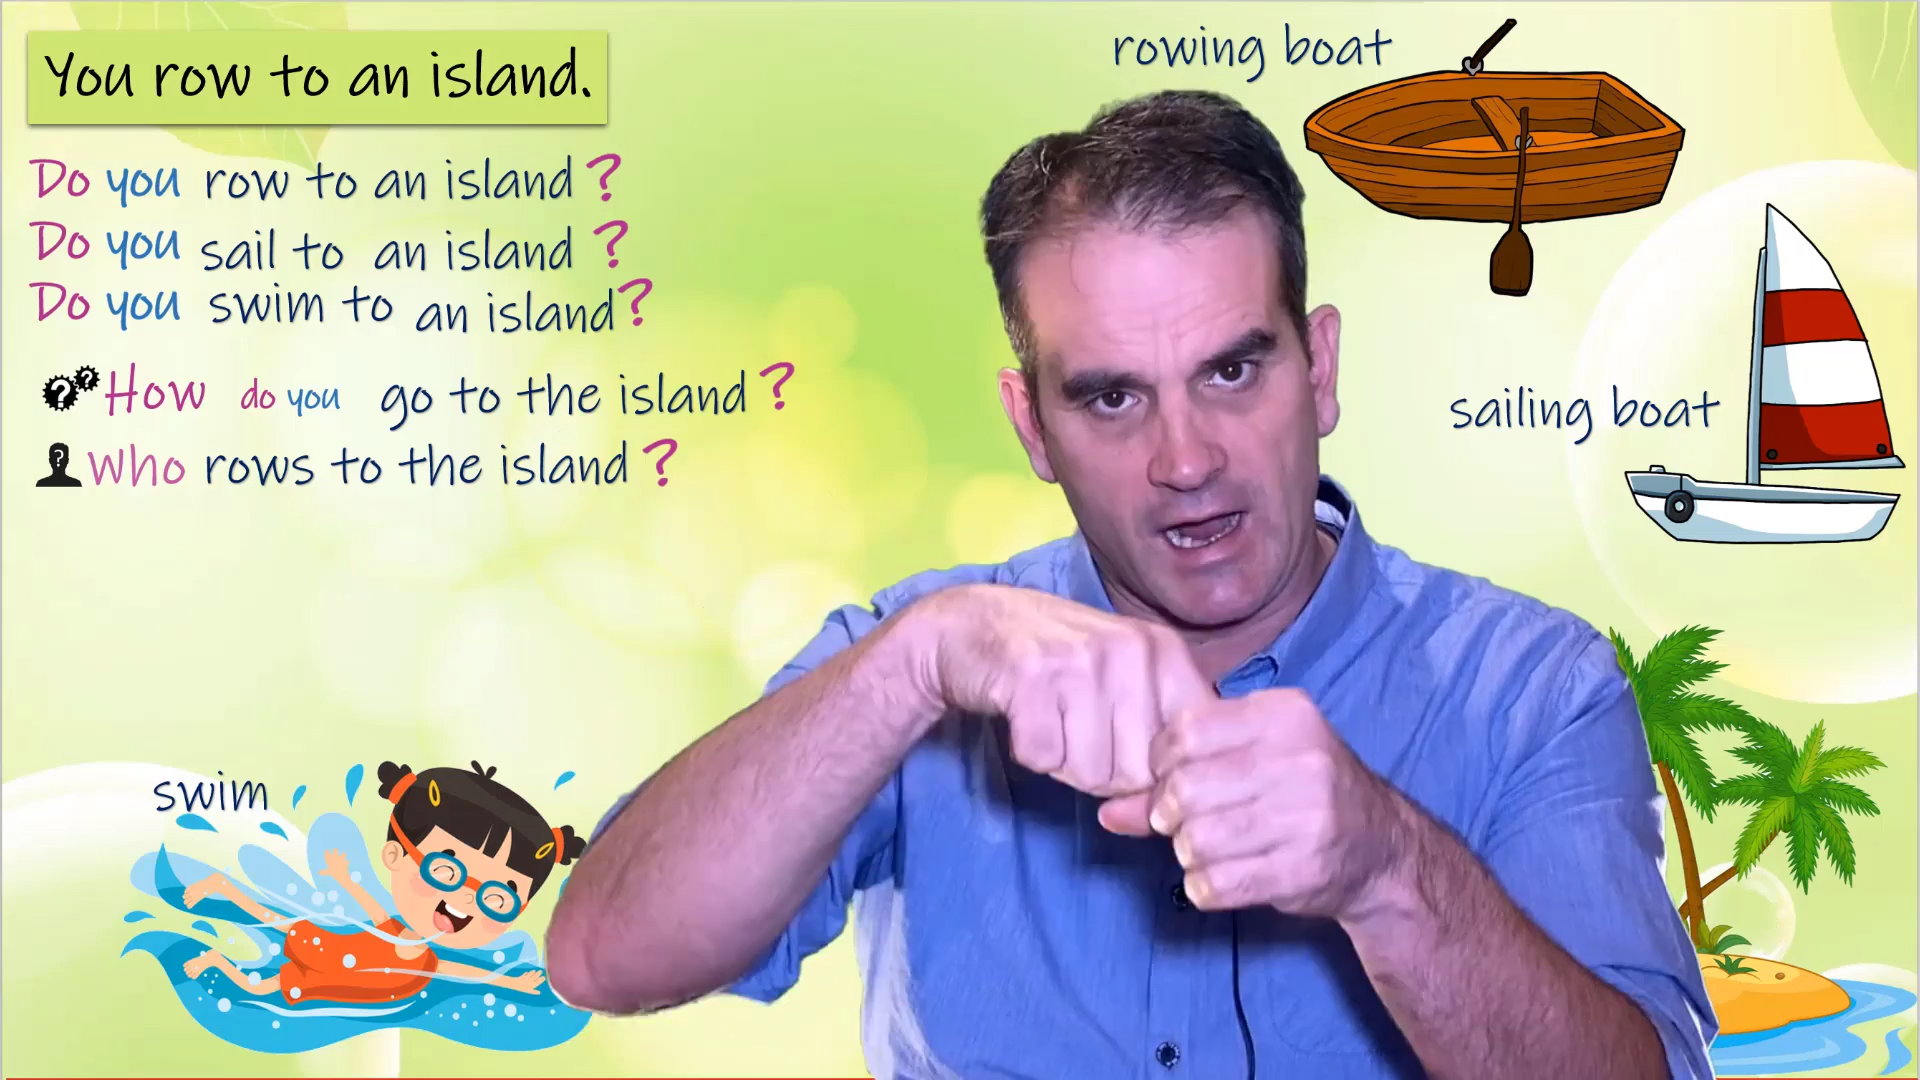 You row to an island.
Do you row to an island?
Do you sail to an island?
Do you swim to an island?
How do you go to the island?
Who rows to the island?
rowing boat
sailing boat
swim